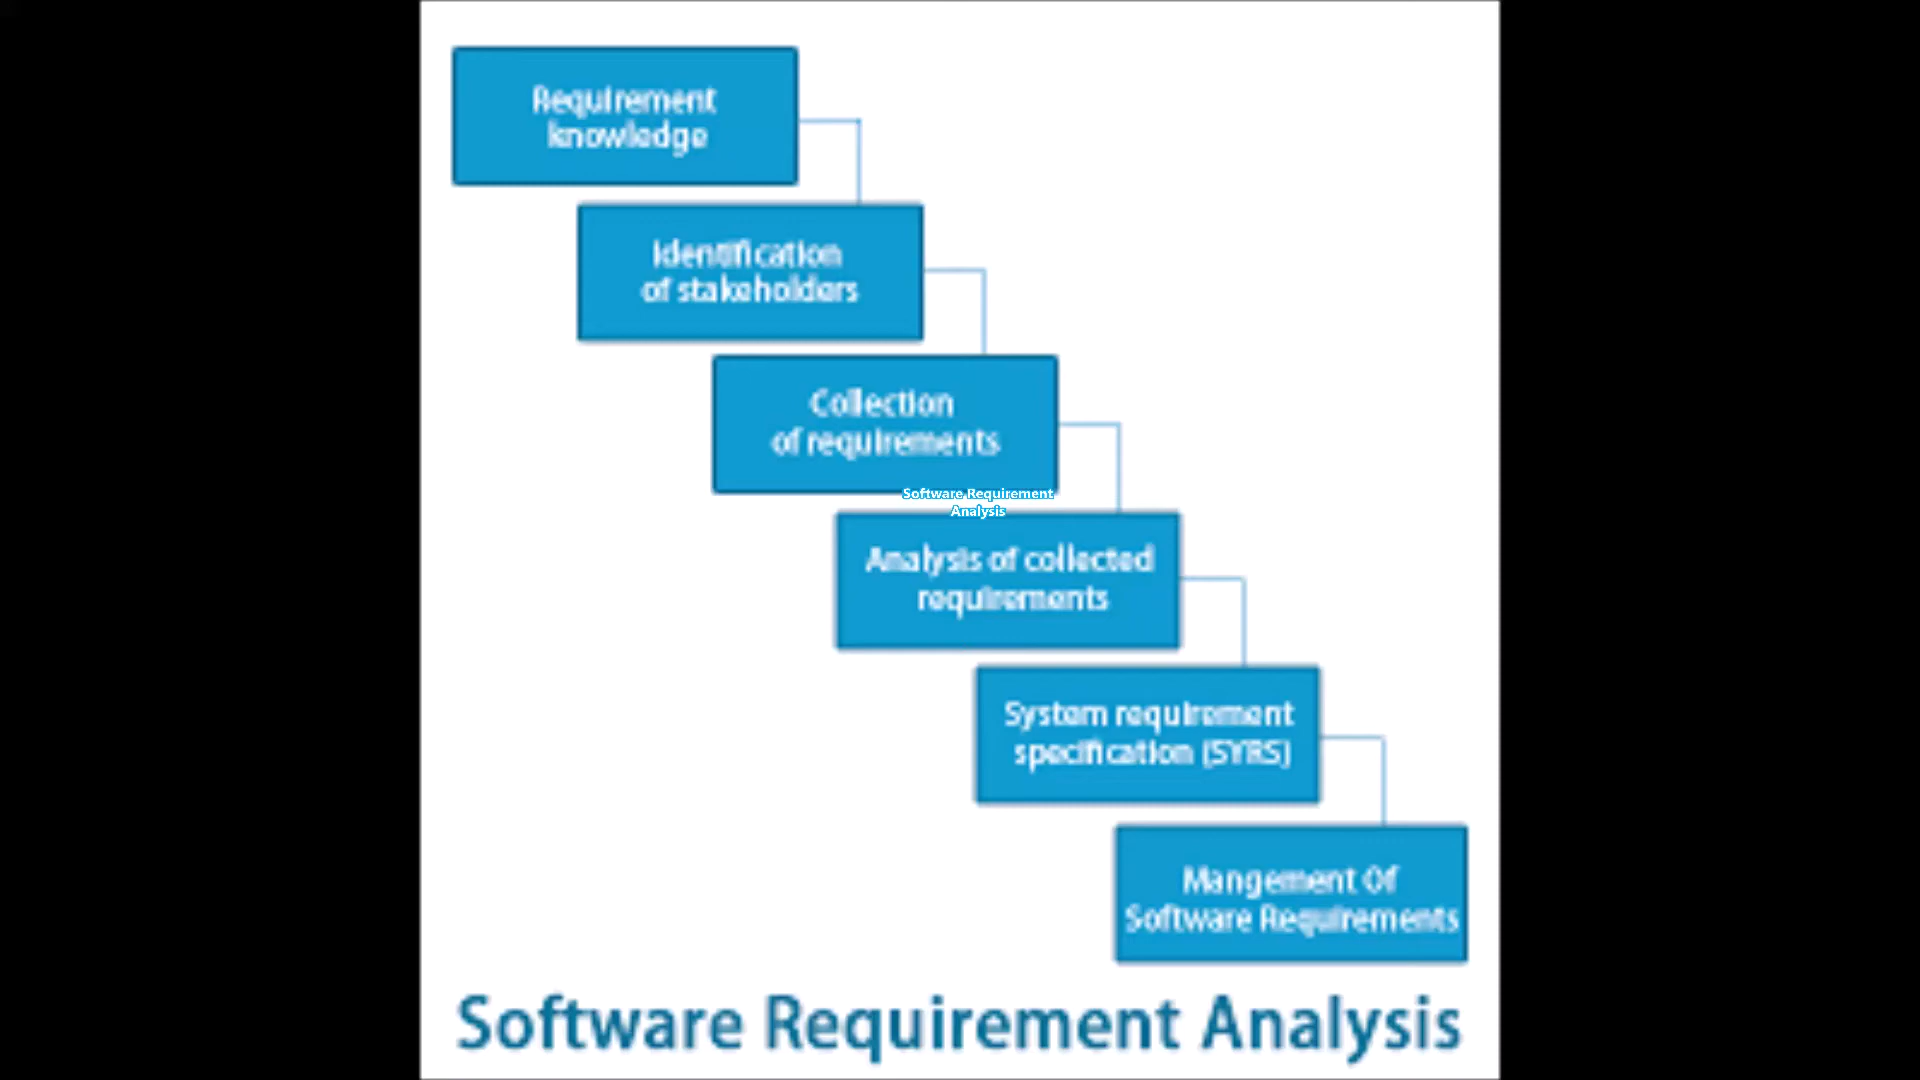 Requirement
knowledge
Identification
of stakeholders
Collection
of requirements
Software Requirement
Analysis
Analysis of collected
requirements
System requirement
specification (SYRS)
Mangement Of
Software Requirements
Software Requirement Analysis